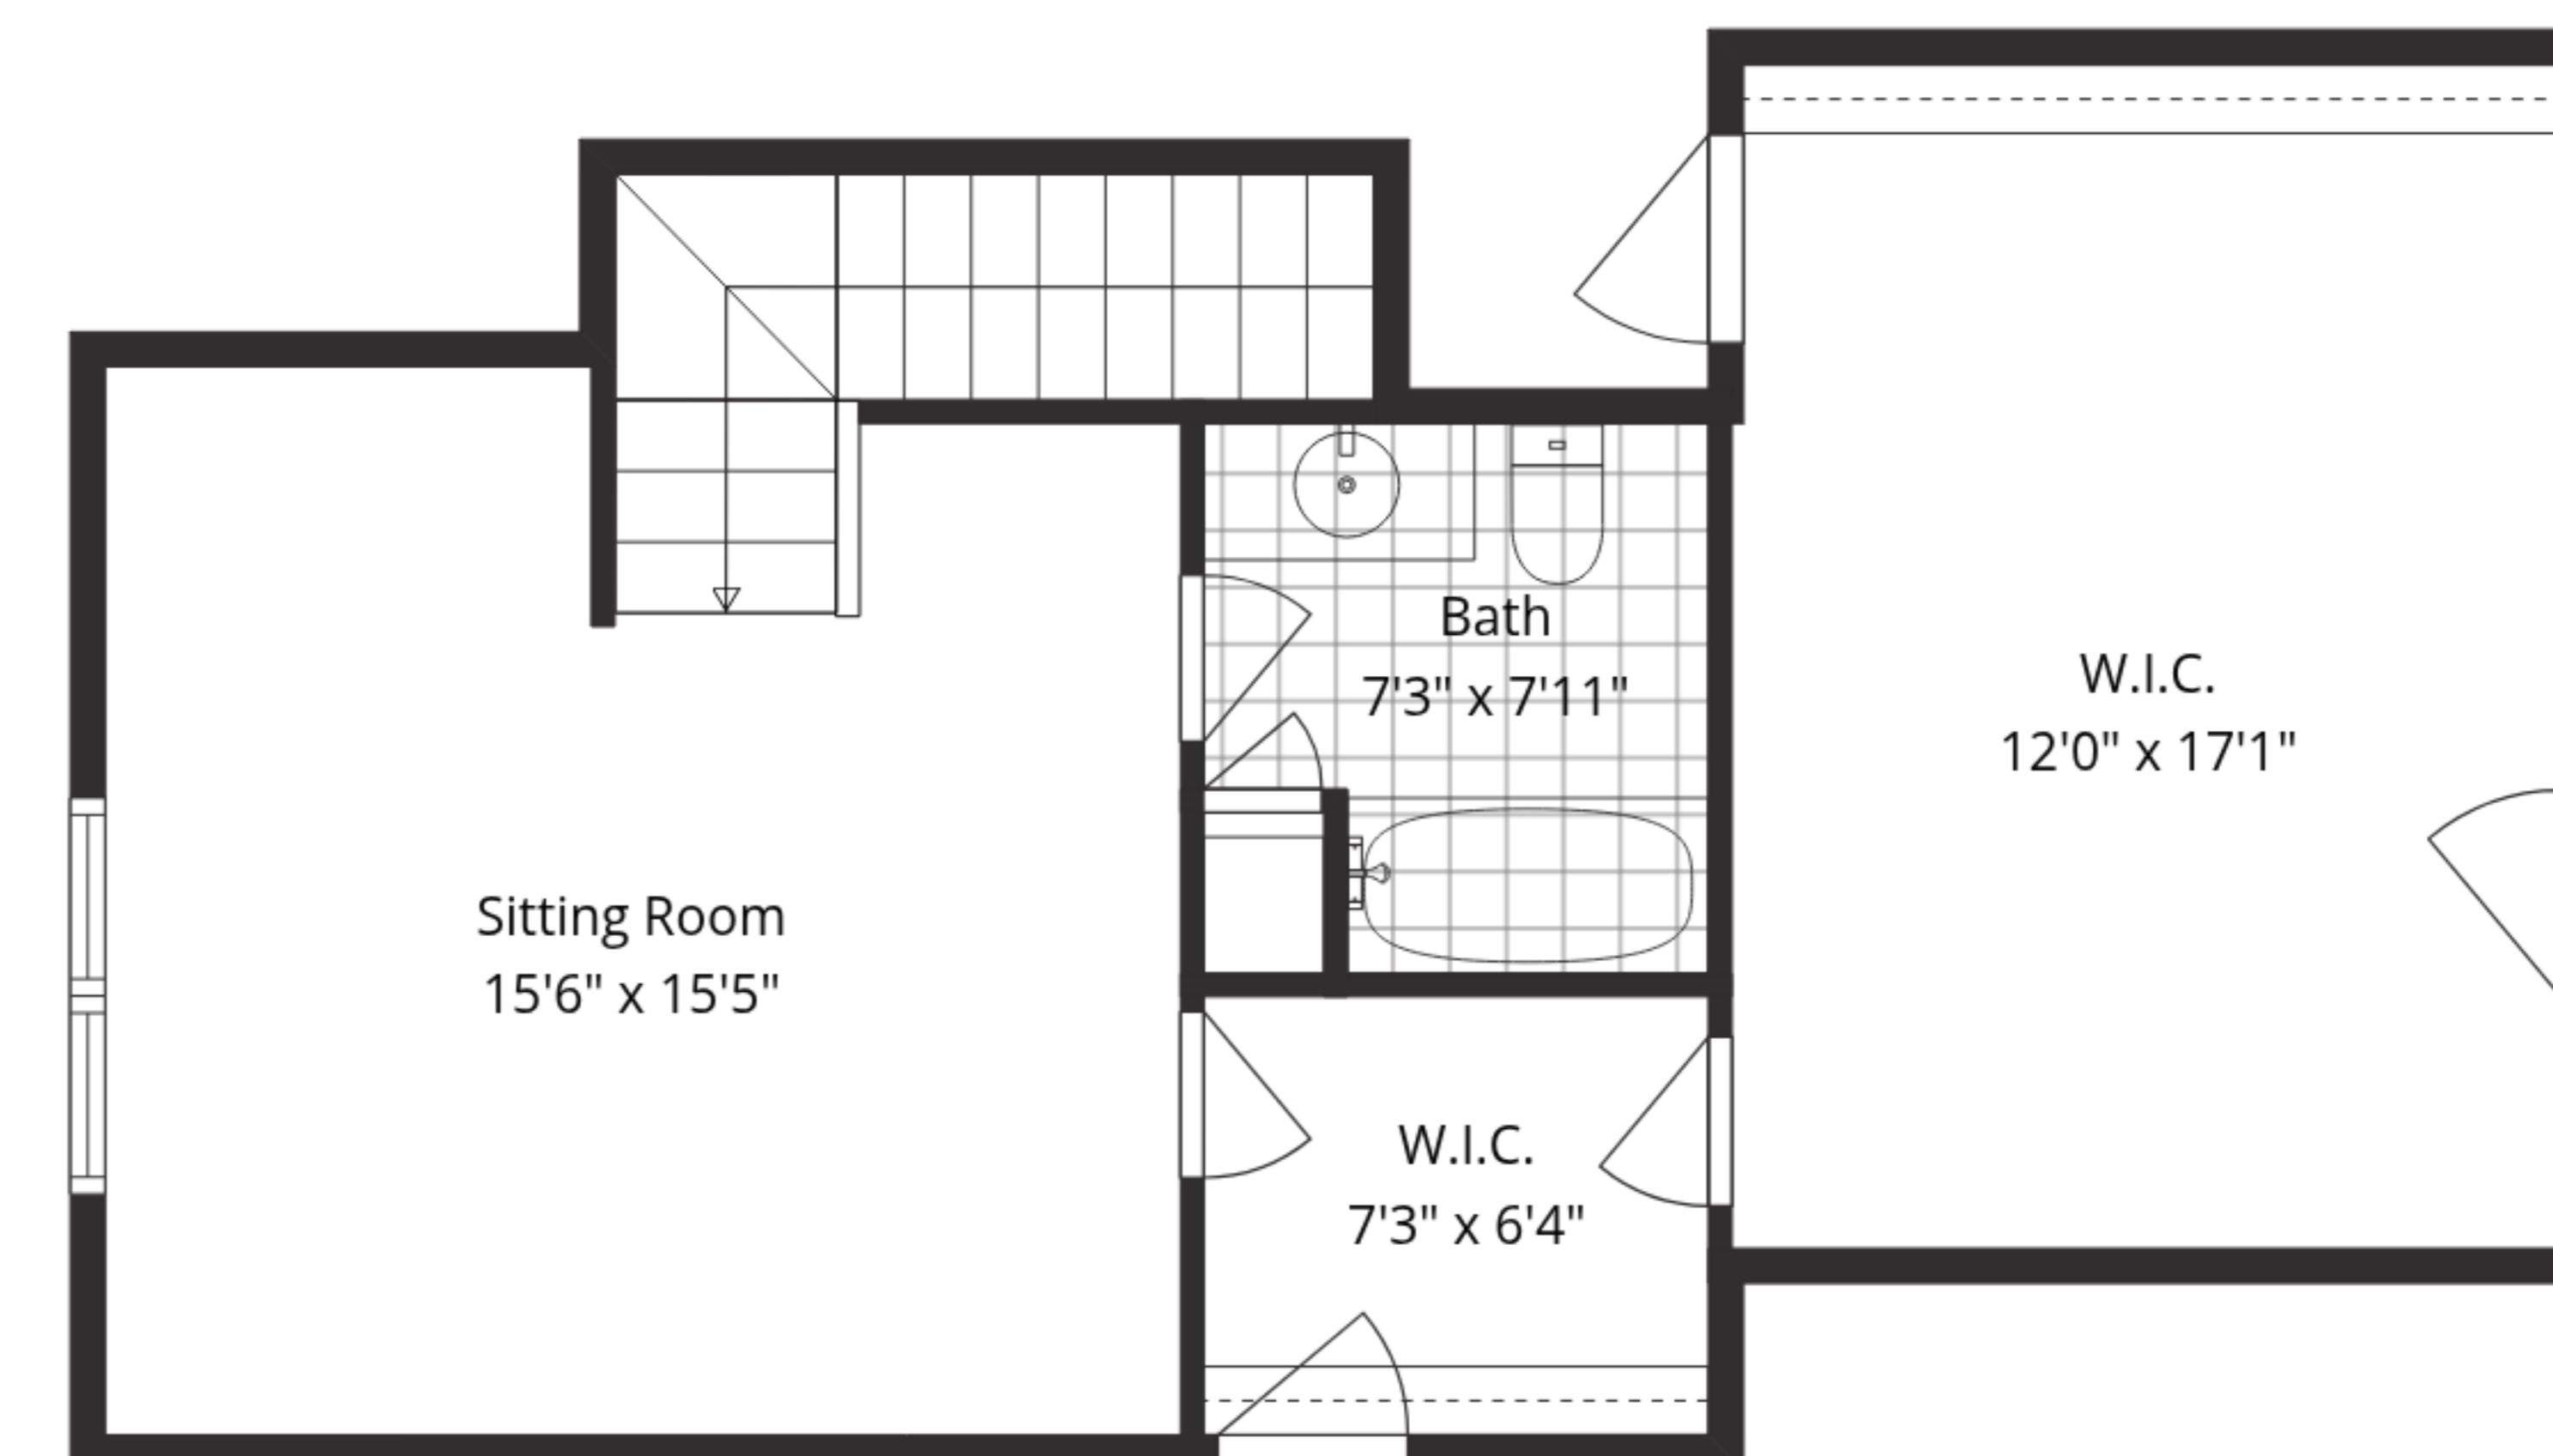 Bath
7'3" x 7'11"
W.I.C.
12'0" x 17'1"
Sitting Room
15'6" x 15'5"
W.I.C.
7'3" x 6'4"